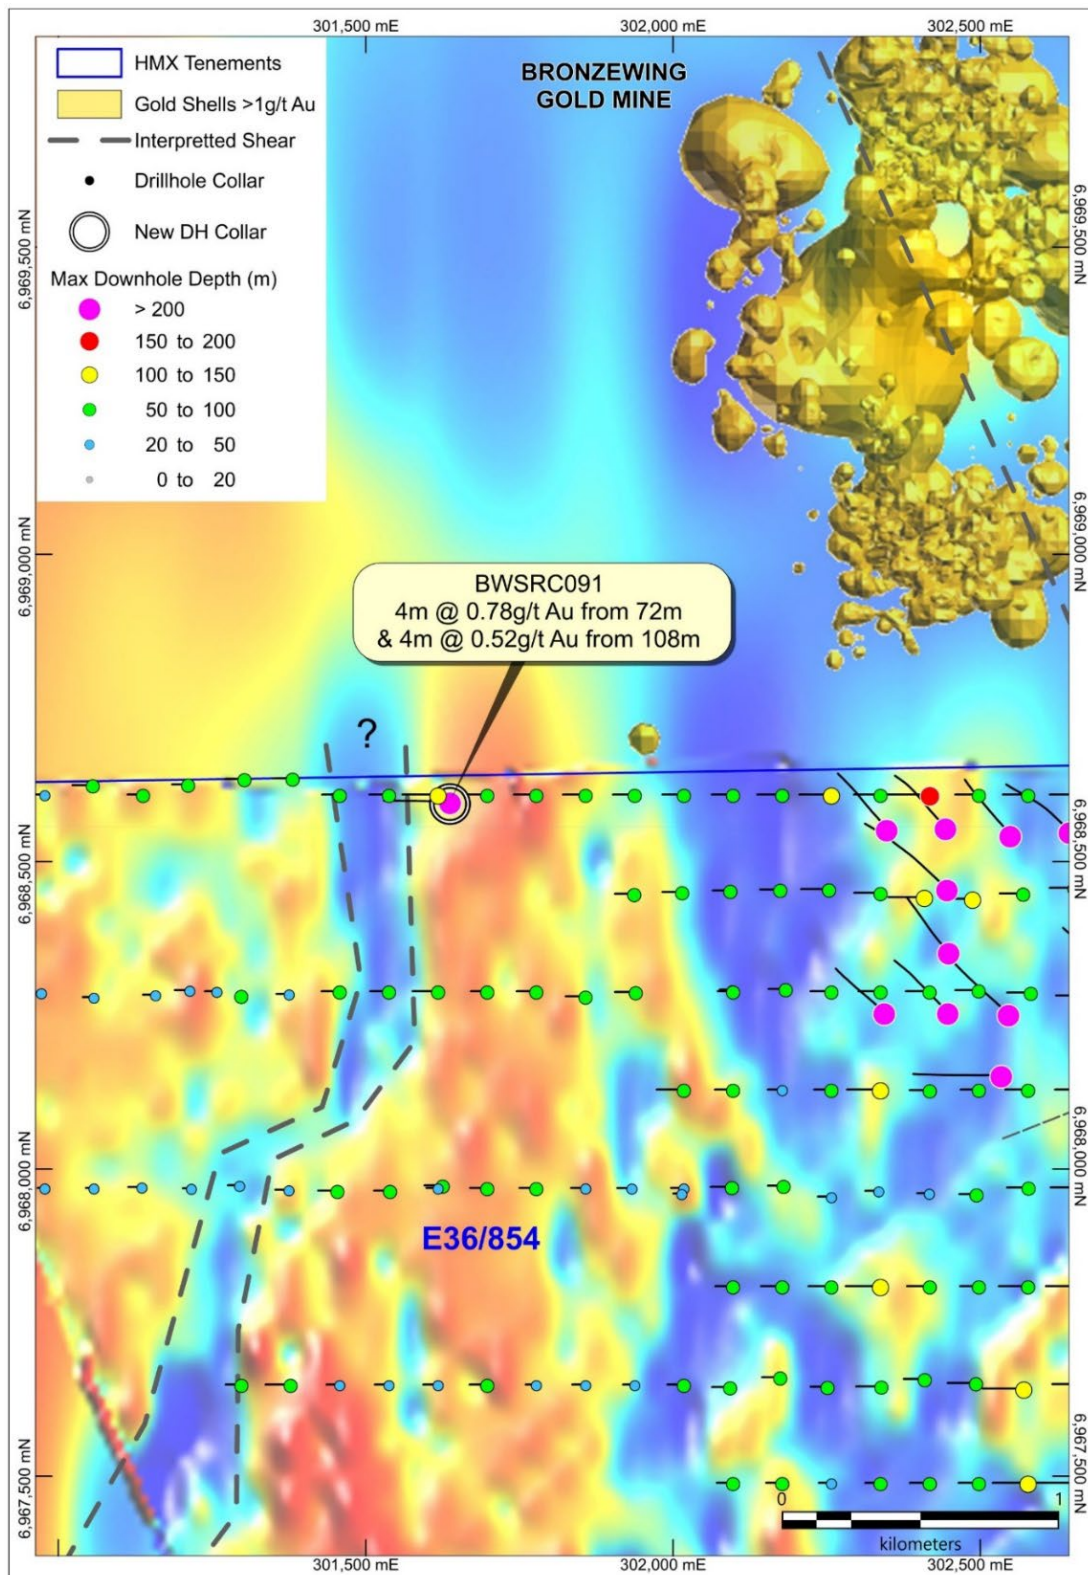 301,500 mE
302,000 mE
302,500 mE
HMX Tenements
Gold Shells >1g/t Au
Interpretted Shear
Drillhole Collar
New DH Collar
Max Downhole Depth (m)
> 200
150 to 200
100 to 150
50 to 100
20 to 50
0 to 20
BRONZEWING
GOLD MINE
6,969,500 mN
6,969,500 mN
6,969,000 mN
6,969,000 mN
BWSRC091
4m @ 0.78g/t Au from 72m
& 4m @ 0.52g/t Au from 108m
?
6,968,500 mN
6,968,500 mN
6,968,000 mN
6,968,000 mN
E36/854
6,967,500 mN
6,967,500 mN
0
1
kilometers
301,500 mE
302,000 mE
302,500 mE